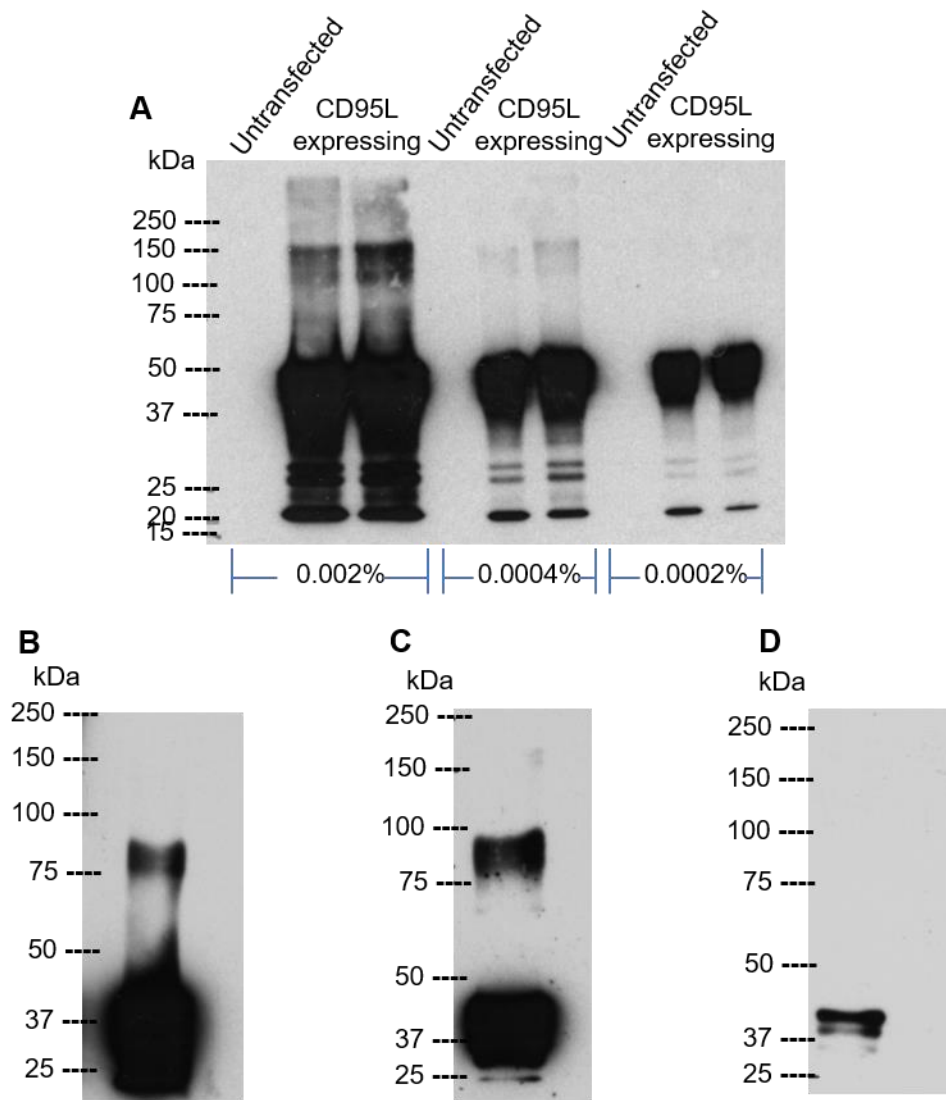 A
Untransfected
CD95L
expressing
Untransfected
CD95L
expressing
Untransfected
CD95L
expressing
kDa
250 ----
150 ----
100 ----
75 ----
50 ----
37 ----
25 ----
20 ----
15 ----
0.002%
0.0004%
0.0002%
B
kDa
250 ----
150 ----
100 ----
75 ----
50 ----
37 ----
25 ----
C
kDa
250 ----
150 ----
100 ----
75 ----
50 ----
37 ----
25 ----
D
kDa
250 ----
150 ----
100 ----
75 ----
50 ----
37 ----
25 ----